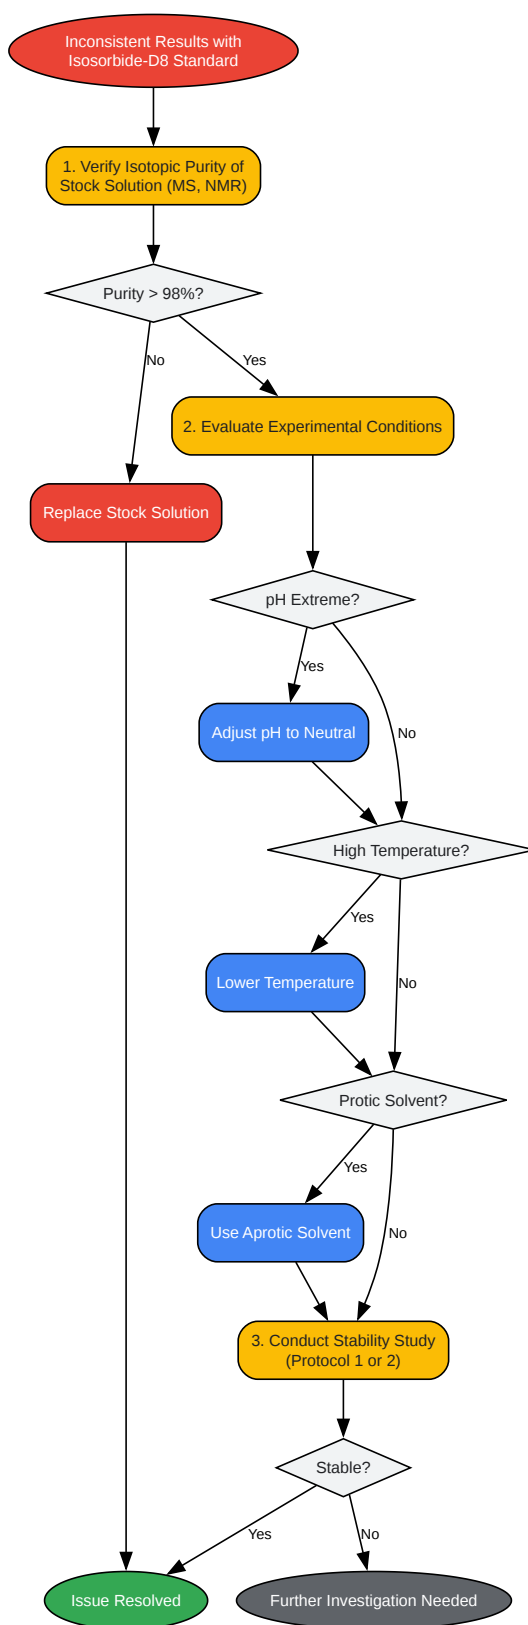 Inconsistent Results with
Isosorbide-D8 Standard
1. Verify Isotopic Purity of
Stock Solution (MS, NMR)
Purity > 98%?
No
Yes
2. Evaluate Experimental Conditions
Replace Stock Solution
pH Extreme?
Yes
Adjust pH to Neutral
No
High Temperature?
Yes
Lower Temperature
No
Protic Solvent?
Yes
Use Aprotic Solvent
No
3. Conduct Stability Study
(Protocol 1 or 2)
Stable?
Yes
No
Issue Resolved
Further Investigation Needed